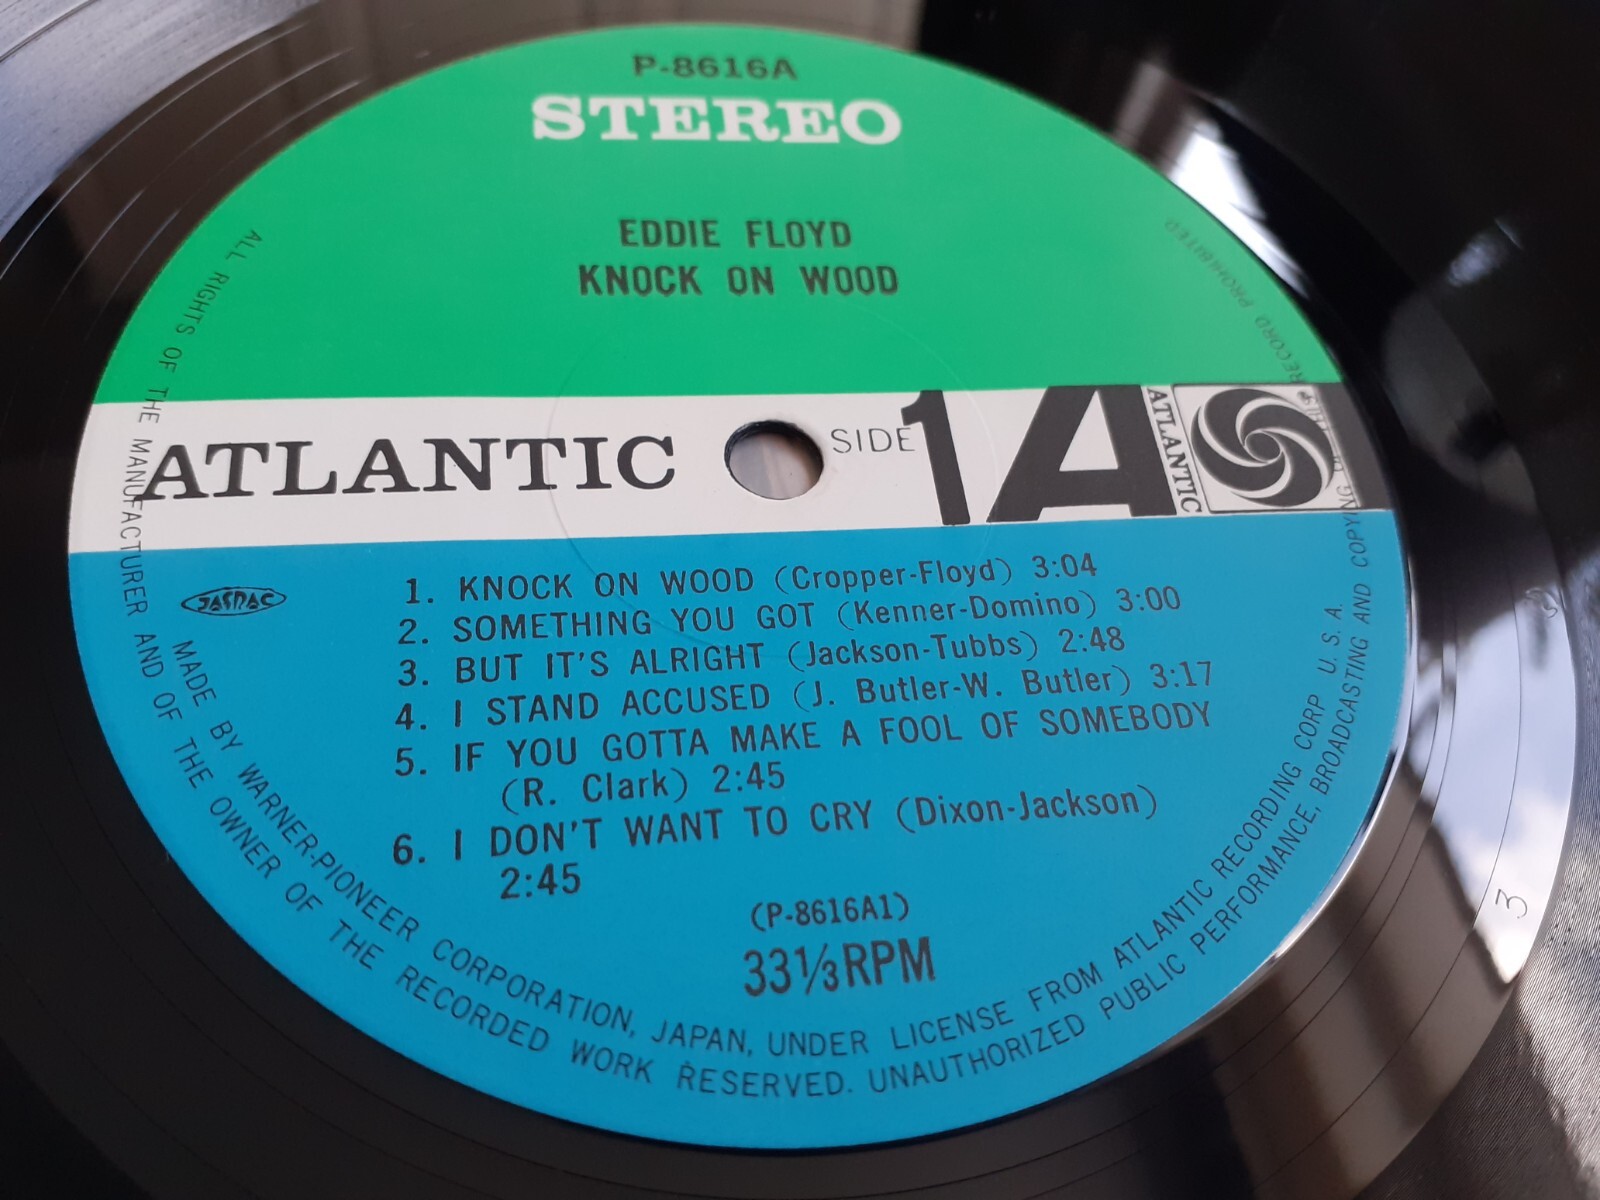 P-8616A
STEREO
EDDIE FLOYD
KNOCK ON WOOD
ATLANTIC
SIDE 1
A
ATLANTIC
JASRAC
1. KNOCK ON WOOD (Cropper-Floyd) 3:04
2. SOMETHING YOU GOT (Kenner-Domino) 3:00
3. BUT IT'S ALRIGHT (Jackson-Tubbs) 2:48
4. I STAND ACCUSED (J. Butler-W. Butler) 3:17
5. IF YOU GOTTA MAKE A FOOL OF SOMEBODY
(R. Clark) 2:45
6. I DON'T WANT TO CRY (Dixon-Jackson)
2:45
(P-8616A1)
33⅓RPM
MADE BY WARNER-PIONEER CORPORATION, JAPAN, UNDER LICENSE FROM ATLANTIC RECORDING CORP U. S. A.
ALL RIGHTS OF THE MANUFACTURER AND OF THE OWNER OF THE RECORDED WORK RESERVED. UNAUTHORIZED PUBLIC PERFORMANCE, BROADCASTING AND COPYING OF THIS RECORD PROHIBITED
3